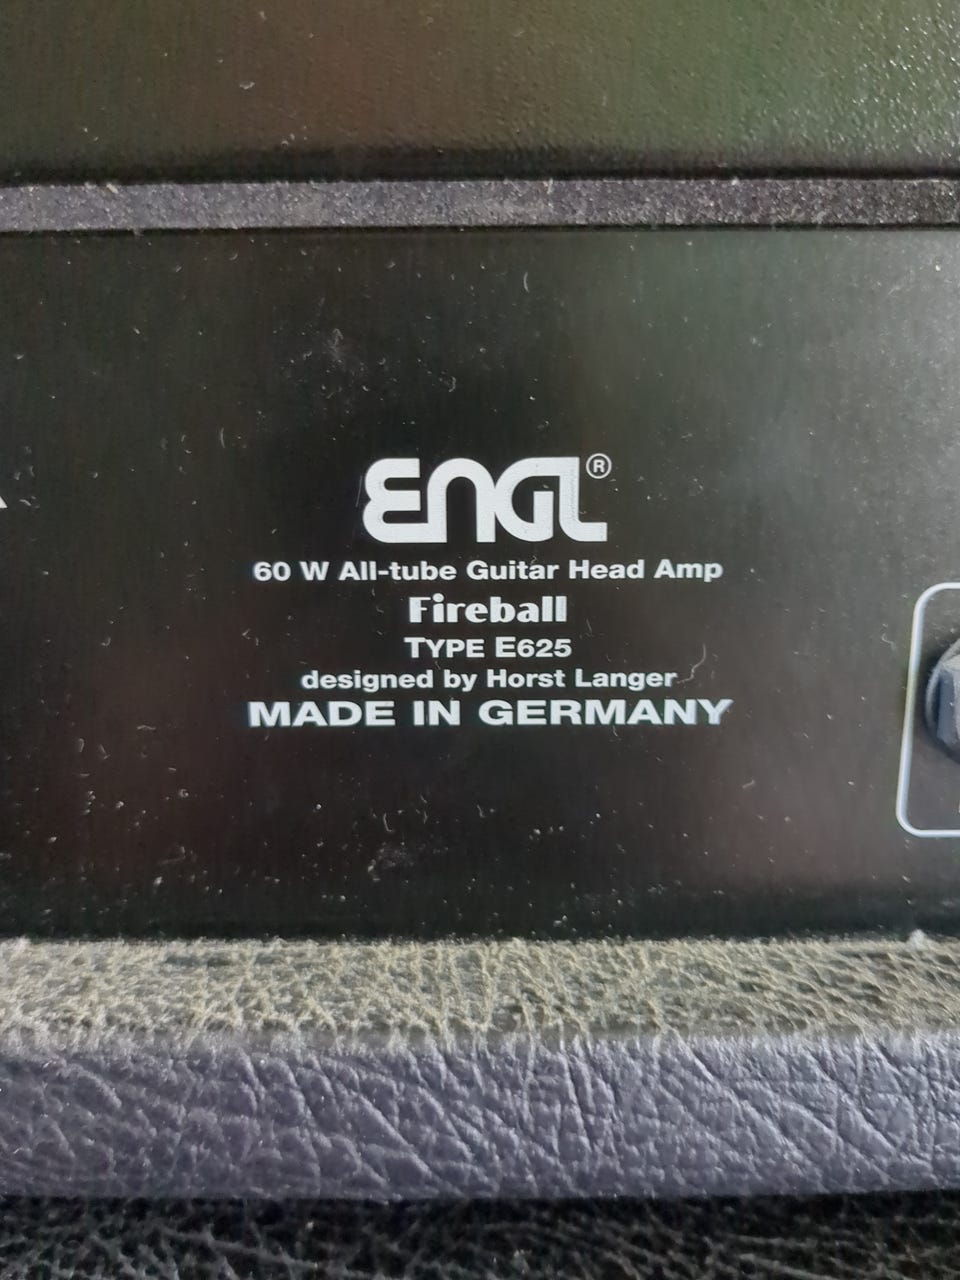 ENGL®
60 W All-tube Guitar Head Amp
Fireball
TYPE E625
designed by Horst Langer
MADE IN GERMANY